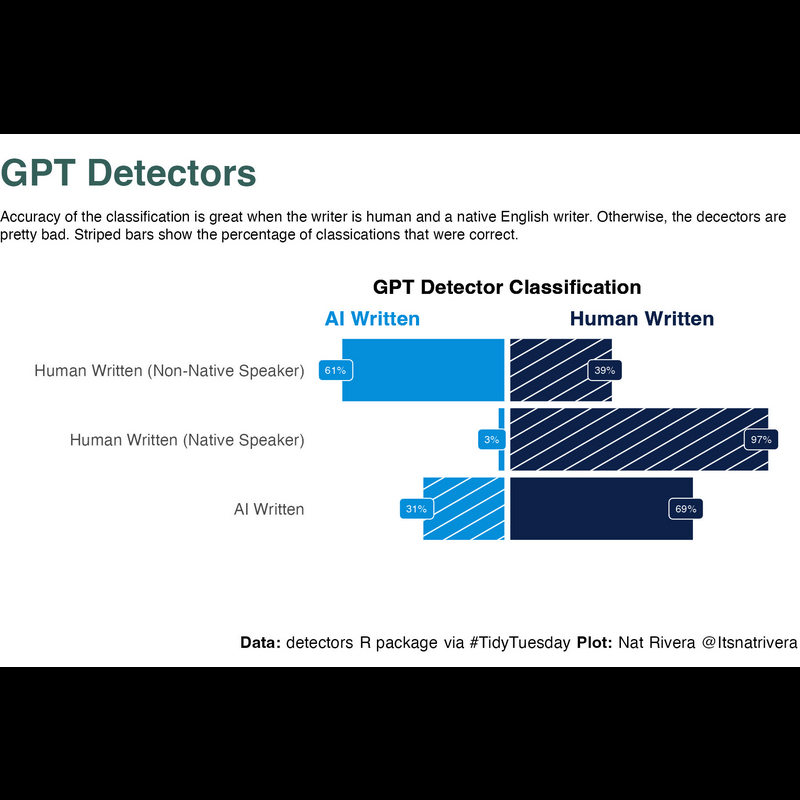 GPT Detectors
Accuracy of the classification is great when the writer is human and a native English writer. Otherwise, the decectors are
pretty bad. Striped bars show the percentage of classications that were correct.
GPT Detector Classification
AI Written Human Written
Human Written (Non-Native Speaker) 61% 39%
Human Written (Native Speaker) 3% 97%
AI Written 31% 69%
Data: detectors R package via #TidyTuesday Plot: Nat Rivera @Itsnatrivera